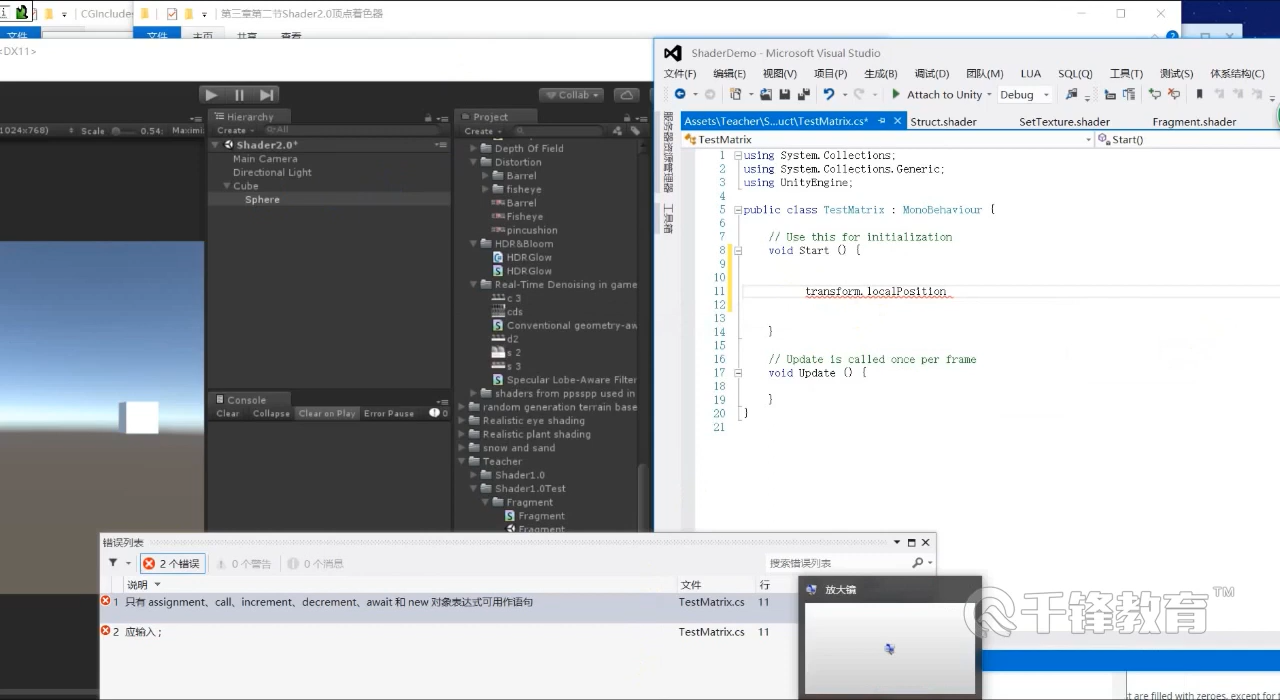 CGInclude
第三章第二节Shader2.0顶点着色器
文件
文件
主页
共享
查看
<DX11>
ShaderDemo - Microsoft Visual Studio
文件(F) 编辑(E) 视图(V) 项目(P) 生成(B) 调试(D) 团队(M) LUA SQL(Q) 工具(T) 测试(S) 体系结构(C)
Attach to Unity Debug
Collab
Hierarchy
Create All
1024x768) Scale 0.54: Maximi
Shader2.0*
Main Camera
Directional Light
Cube
Sphere
Console
Clear Collapse Clear on Play Error Pause 0
Project
Create
Depth Of Field
Distortion
Barrel
fisheye
Barrel
Fisheye
pincushion
HDR&Bloom
HDRGlow
HDRGlow
Real-Time Denoising in game
c 3
cds
Conventional geometry-aw
d2
s 2
s 3
Specular Lobe-Aware Filter
shaders from ppsspp used in
random generation terrain base
Realistic eye shading
Realistic plant shading
snow and sand
Teacher
Shader1.0
Shader1.0Test
Fragment
Fragment
Fragment
服务器资源管理器
工具箱
Assets\Teacher\S...uct\TestMatrix.cs* Struct.shader SetTexture.shader Fragment.shader
TestMatrix Start()
1 using System.Collections;
2 using System.Collections.Generic;
3 using UnityEngine;
4
5 public class TestMatrix : MonoBehaviour {
6
7 // Use this for initialization
8 void Start () {
9
10
11 transform.localPosition
12
13
14 }
15
16 // Update is called once per frame
17 void Update () {
18
19 }
20 }
21
错误列表
2 个错误 0 个警告 0 个消息 搜索错误列表
说明 文件 行
1 只有 assignment、call、increment、decrement、await 和 new 对象表达式可用作语句 TestMatrix.cs 11
2 应输入 ; TestMatrix.cs 11
放大镜
千锋教育™
t are filled with zeroes, except for t